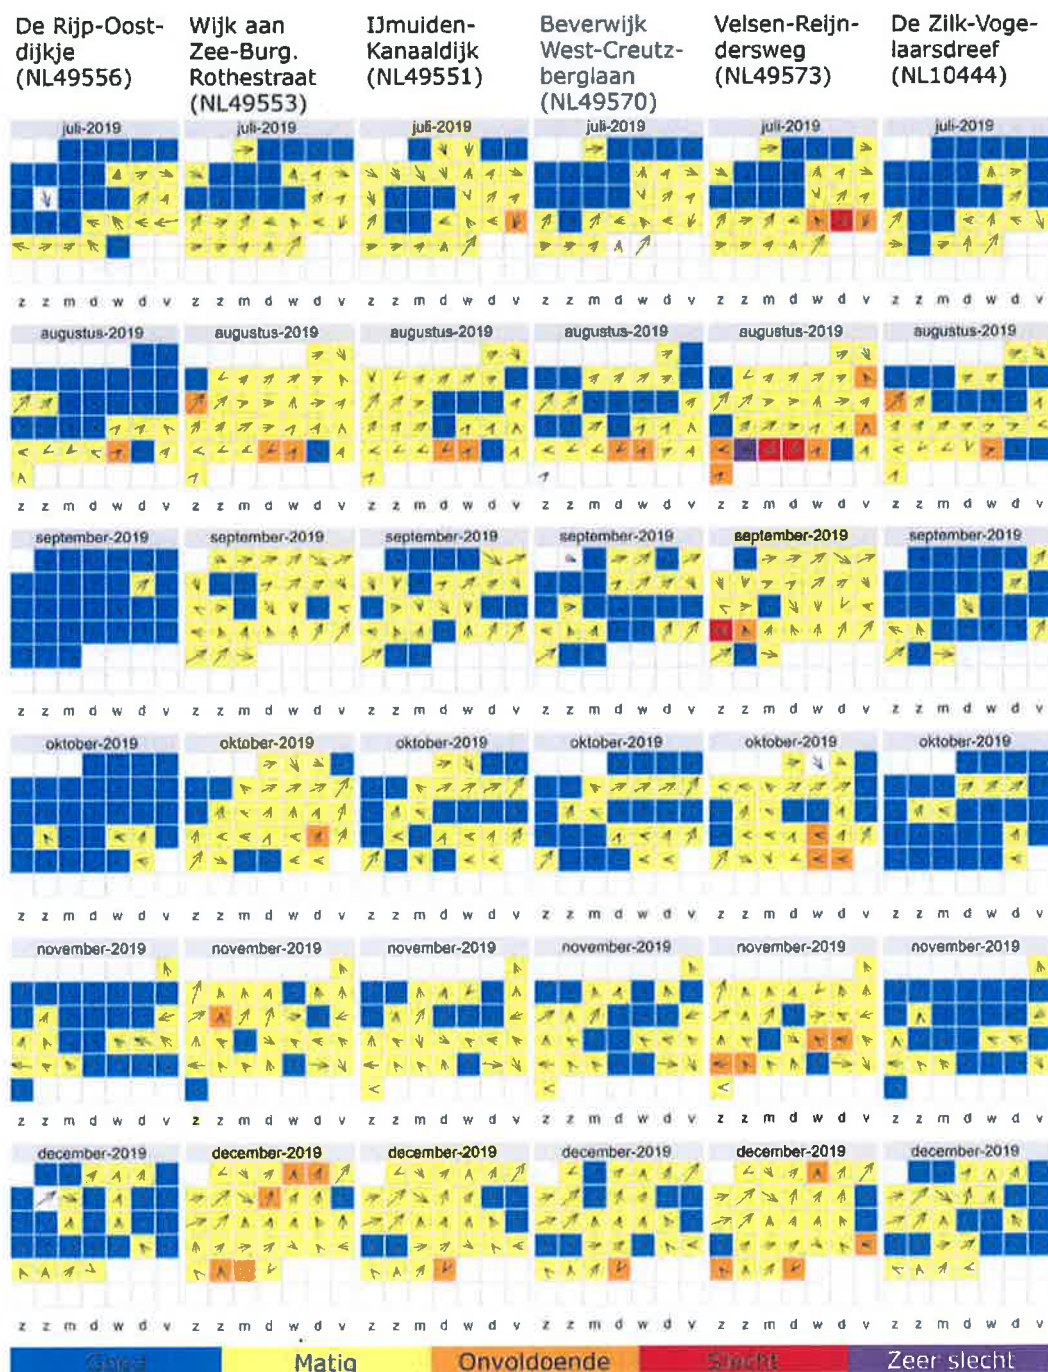 De Rijp-Oost-
dijkje
(NL49556)
Wijk aan
Zee-Burg.
Rothestraat
(NL49553)
IJmuiden-
Kanaaldijk
(NL49551)
Beverwijk
West-Creutz-
berglaan
(NL49570)
Velsen-Reijn-
dersweg
(NL49573)
De Zilk-Voge-
laarsdreef
(NL10444)
juli-2019 juli-2019 juli-2019 juli-2019 juli-2019 juli-2019
z z m d w d v z z m d w d v z z m d w d v z z m d w d v z z m d w d v z z m d w d v
augustus-2019 augustus-2019 augustus-2019 augustus-2019 augustus-2019 augustus-2019
z z m d w d v z z m d w d v z z m d w d v z z m d w d v z z m d w d v z z m d w d v
september-2019 september-2019 september-2019 september-2019 september-2019 september-2019
z z m d w d v z z m d w d v z z m d w d v z z m d w d v z z m d w d v z z m d w d v
oktober-2019 oktober-2019 oktober-2019 oktober-2019 oktober-2019 oktober-2019
z z m d w d v z z m d w d v z z m d w d v z z m d w d v z z m d w d v z z m d w d v
november-2019 november-2019 november-2019 november-2019 november-2019 november-2019
z z m d w d v z z m d w d v z z m d w d v z z m d w d v z z m d w d v z z m d w d v
december-2019 december-2019 december-2019 december-2019 december-2019 december-2019
z z m d w d v z z m d w d v z z m d w d v z z m d w d v z z m d w d v z z m d w d v
Goed Matig Onvoldoende Slecht Zeer slecht